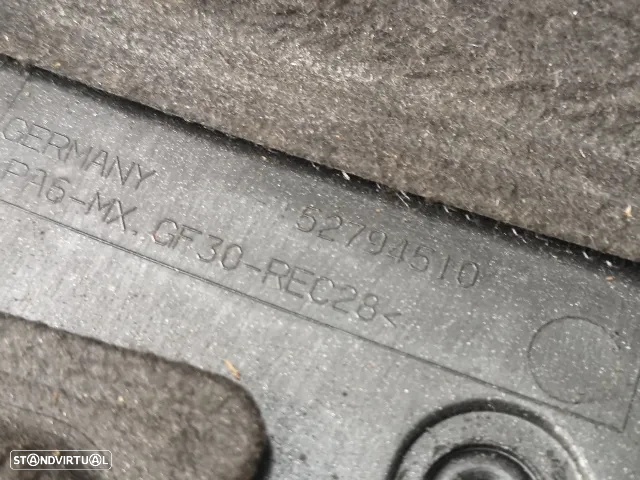 GERMANY
52794510
PA6-MX.GF30-REC28<
STANDVIRTUAL